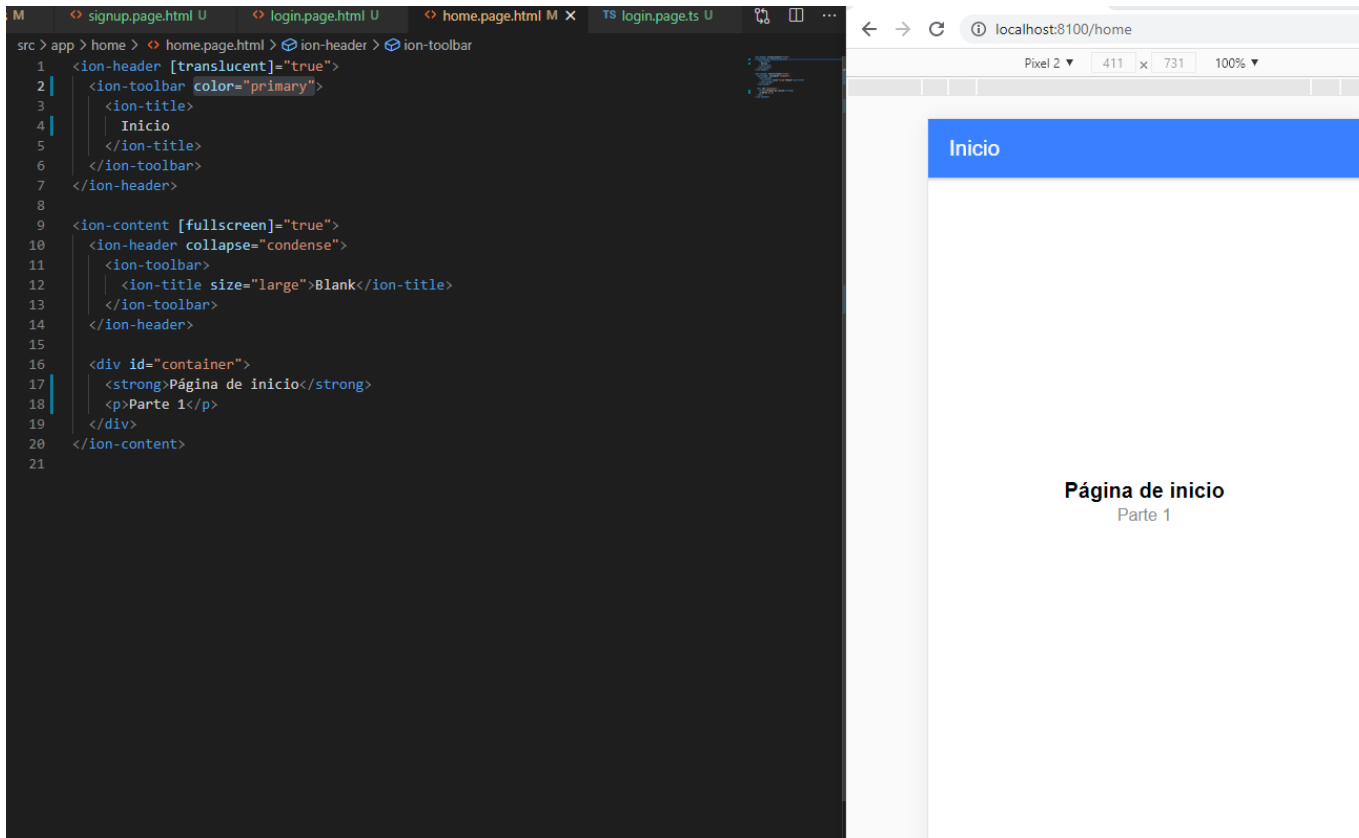 M signup.page.html U login.page.html U home.page.html M TS login.page.ts U
src > app > home > home.page.html > ion-header > ion-toolbar
1 <ion-header [translucent]="true">
2 <ion-toolbar color="primary">
3 <ion-title>
4 Inicio
5 </ion-title>
6 </ion-toolbar>
7 </ion-header>
8
9 <ion-content [fullscreen]="true">
10 <ion-header collapse="condense">
11 <ion-toolbar>
12 <ion-title size="large">Blank</ion-title>
13 </ion-toolbar>
14 </ion-header>
15
16 <div id="container">
17 <strong>Página de inicio</strong>
18 <p>Parte 1</p>
19 </div>
20 </ion-content>
21
localhost:8100/home
Pixel 2 ▼ 411 x 731 100% ▼
Inicio
Página de inicio
Parte 1